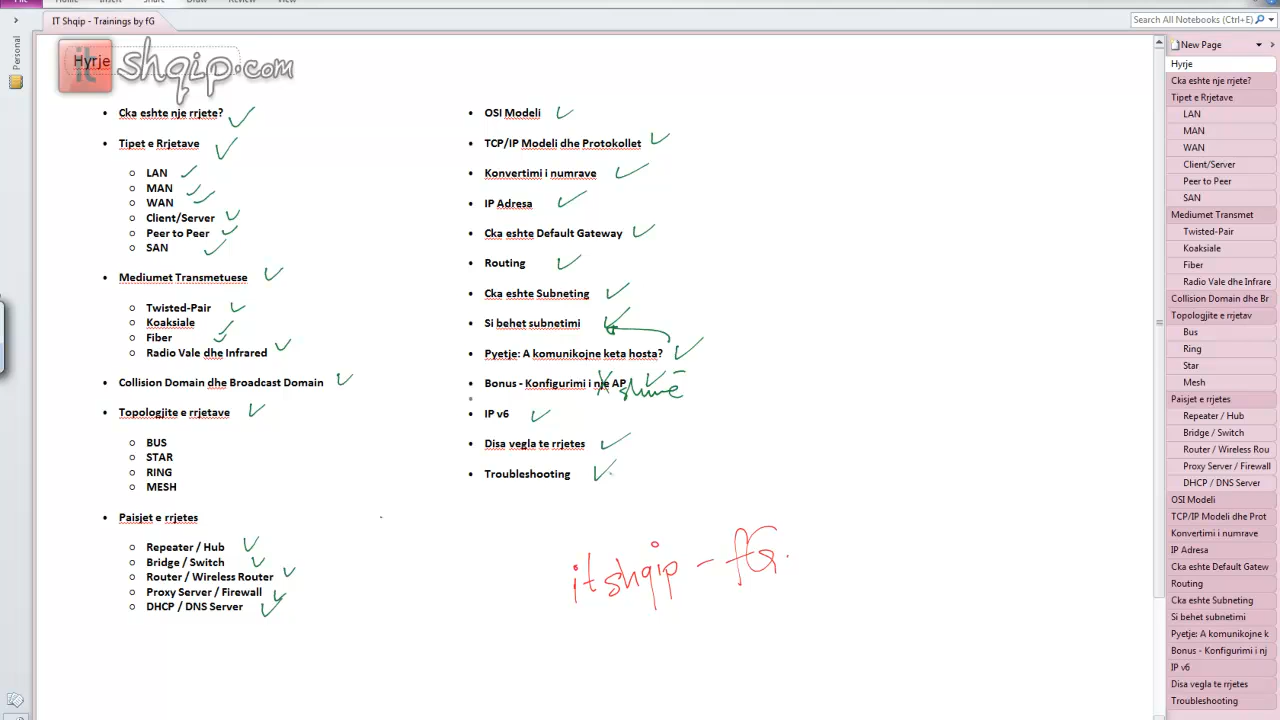 File Home Insert Share Draw Review View
IT Shqip - Trainings by fG
Search All Notebooks (Ctrl+E)
Personal
Hyrje
it shqip.com
• Cka eshte nje rrjete?
• Tipet e Rrjetave
○ LAN
○ MAN
○ WAN
○ Client/Server
○ Peer to Peer
○ SAN
• Mediumet Transmetuese
○ Twisted-Pair
○ Koaksiale
○ Fiber
○ Radio Vale dhe Infrared
• Collision Domain dhe Broadcast Domain
• Topologjite e rrjetave
○ BUS
○ STAR
○ RING
○ MESH
• Paisjet e rrjetes
○ Repeater / Hub
○ Bridge / Switch
○ Router / Wireless Router
○ Proxy Server / Firewall
○ DHCP / DNS Server
• OSI Modeli
• TCP/IP Modeli dhe Protokollet
• Konvertimi i numrave
• IP Adresa
• Cka eshte Default Gateway
• Routing
• Cka eshte Subneting
• Si behet subnetimi
• Pyetje: A komunikojne keta hosta?
• Bonus - Konfigurimi i nje AP
• IP v6
• Disa vegla te rrjetes
• Troubleshooting
itshqip - fG.
New Page
Hyrje
Cka eshte nje rrjete?
Tipet e Rrjetave
LAN
MAN
WAN
Client/Server
Peer to Peer
SAN
Mediumet Transmet
Twisted-Pair
Koaksiale
Fiber
Radio Vale dhe Infrare
Collision Domain dhe Br
Topologjite e rrjetav
Bus
Ring
Star
Mesh
Paisjet e rrjetes
Repeater / Hub
Bridge / Switch
Router / Wireless Rou
Proxy Server / Firewall
DHCP / DNS Server
OSI Modeli
TCP/IP Modeli dhe Prot
Konvertimi i numrave
IP Adresa
Cka eshte Default Gatew
Routing
Cka eshte Subneting
Si behet subnetimi
Pyetje: A komunikojne k
Bonus - Konfigurimi i nj
IP v6
Disa vegla te rrjetes
Troubleshooting